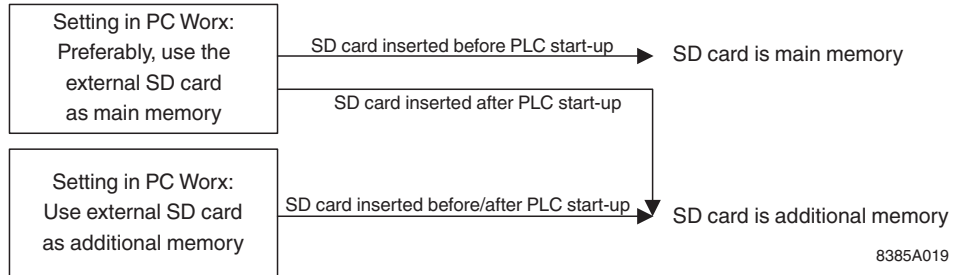 Setting in PC Worx:
Preferably, use the
external SD card
as main memory
SD card inserted before PLC start-up
SD card is main memory
SD card inserted after PLC start-up
Setting in PC Worx:
Use external SD card
as additional memory
SD card inserted before/after PLC start-up
SD card is additional memory
8385A019